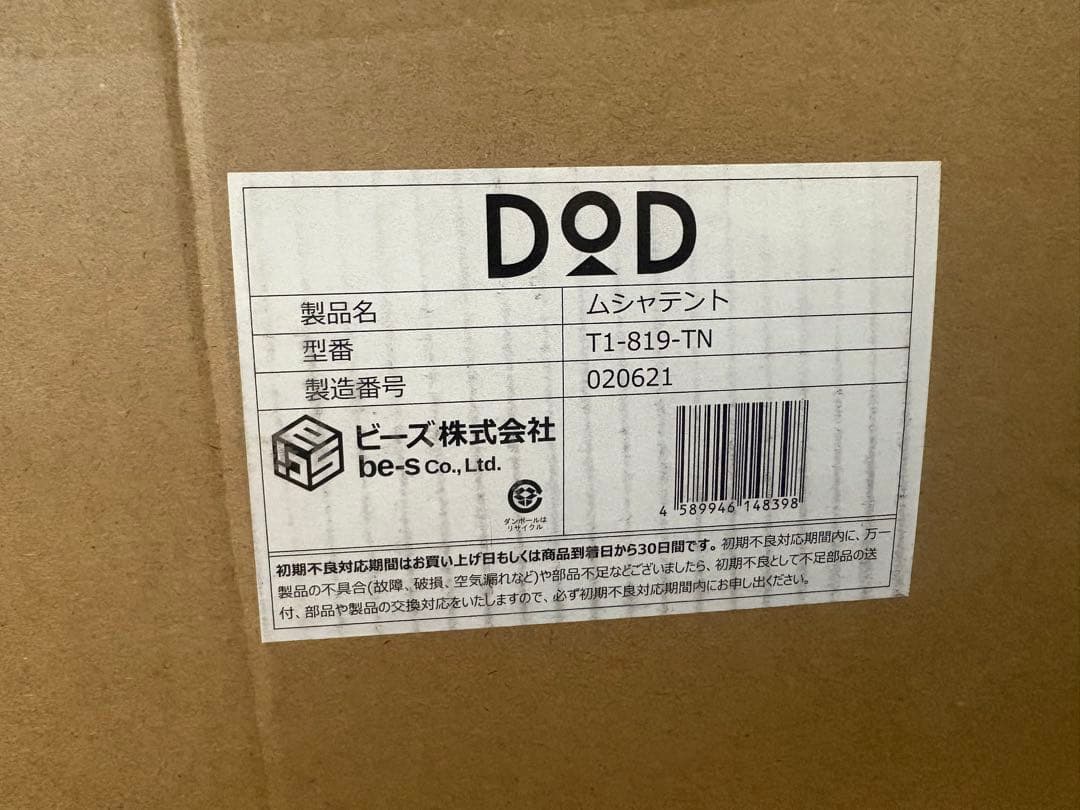 DOD
製品名 ムシャテント
型番 T1-819-TN
製造番号 020621
ビーズ株式会社
be-s Co.,Ltd.
ダンボールは
リサイクル
4 589946 148398
初期不良対応期間はお買い上げ日もしくは商品到着日から30日間です。初期不良対応期間内に、万一
製品の不具合(故障、破損、空気漏れなど)や部品不足などございましたら、初期不良として不足部品の送
付、部品や製品の交換対応をいたしますので、必ず初期不良対応期間内にお申し出ください。